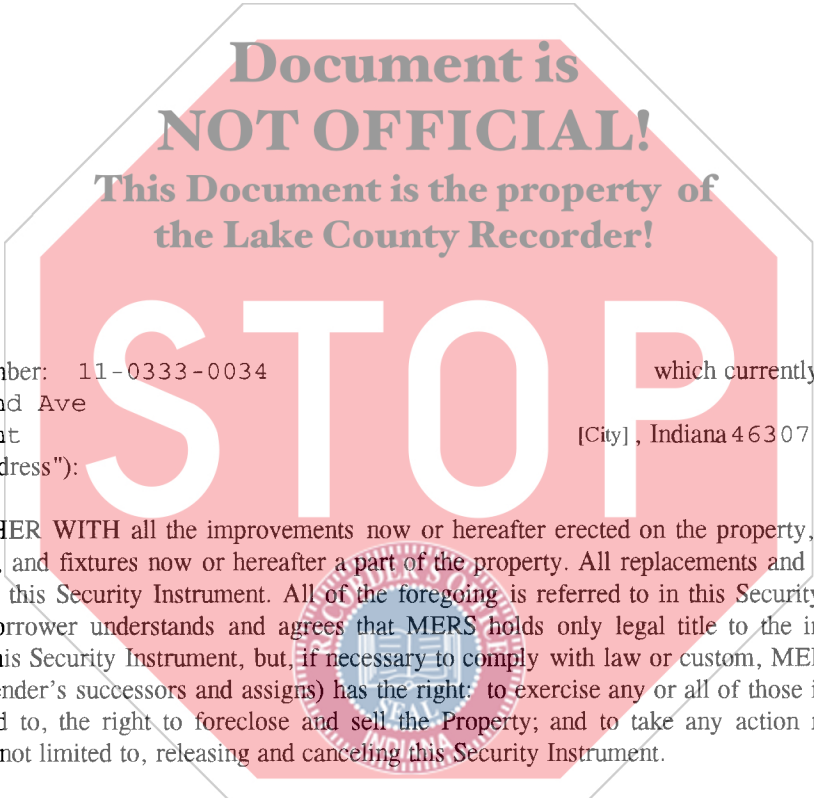 Document is
NOT OFFICIAL!
This Document is the property of
the Lake County Recorder!
STOP
nber: 11-0333-0034 which currently
nd Ave
nt [City] , Indiana 46307
dress"):
HER WITH all the improvements now or hereafter erected on the property,
, and fixtures now or hereafter a part of the property. All replacements and
this Security Instrument. All of the foregoing is referred to in this Security
orrower understands and agrees that MERS holds only legal title to the in
is Security Instrument, but, if necessary to comply with law or custom, MER
ender's successors and assigns) has the right: to exercise any or all of those i
d to, the right to foreclose and sell the Property; and to take any action r
not limited to, releasing and canceling this Security Instrument.
RECORDER'S OFFICE
SEAL
INDIANA